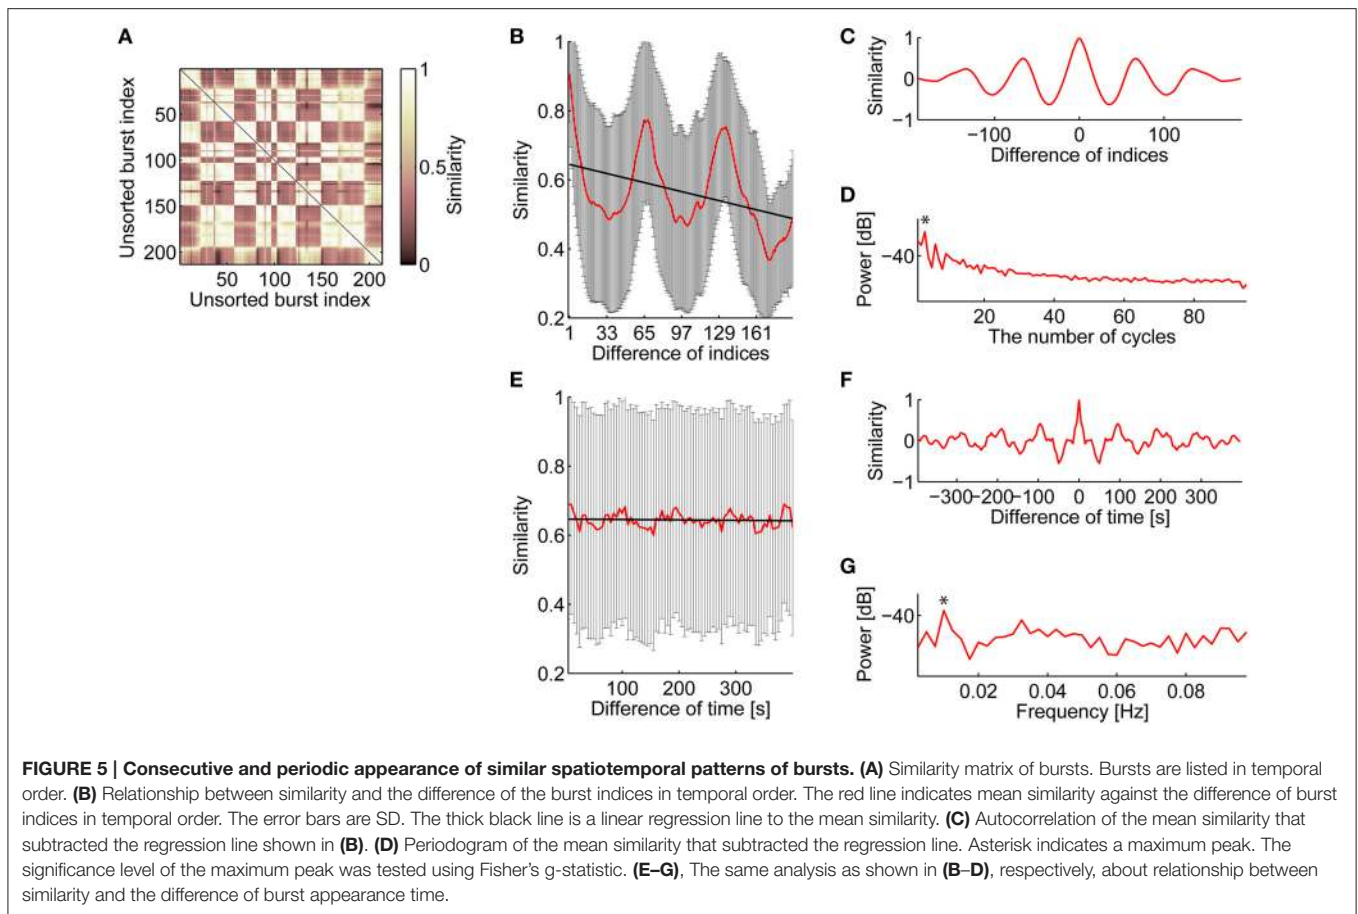 A
Unsorted burst index
50
100
150
200
50 100 150 200
Unsorted burst index
1
0.5
0
Similarity
B
Similarity
1
0.8
0.6
0.4
0.2
1 33 65 97 129 161
Difference of indices
C
Similarity
1
0
−1
−100 0 100
Difference of indices
D
Power [dB]
−40
*
20 40 60 80
The number of cycles
E
Similarity
1
0.8
0.6
0.4
0.2
100 200 300
Difference of time [s]
F
Similarity
1
0
−1
−300−200−100 0 100 200 300
Difference of time [s]
G
Power [dB]
−40
*
0.02 0.04 0.06 0.08
Frequency [Hz]
FIGURE 5 | Consecutive and periodic appearance of similar spatiotemporal patterns of bursts. (A) Similarity matrix of bursts. Bursts are listed in temporal
order. (B) Relationship between similarity and the difference of the burst indices in temporal order. The red line indicates mean similarity against the difference of burst
indices in temporal order. The error bars are SD. The thick black line is a linear regression line to the mean similarity. (C) Autocorrelation of the mean similarity that
subtracted the regression line shown in (B). (D) Periodogram of the mean similarity that subtracted the regression line. Asterisk indicates a maximum peak. The
significance level of the maximum peak was tested using Fisher's g-statistic. (E–G), The same analysis as shown in (B–D), respectively, about relationship between
similarity and the difference of burst appearance time.